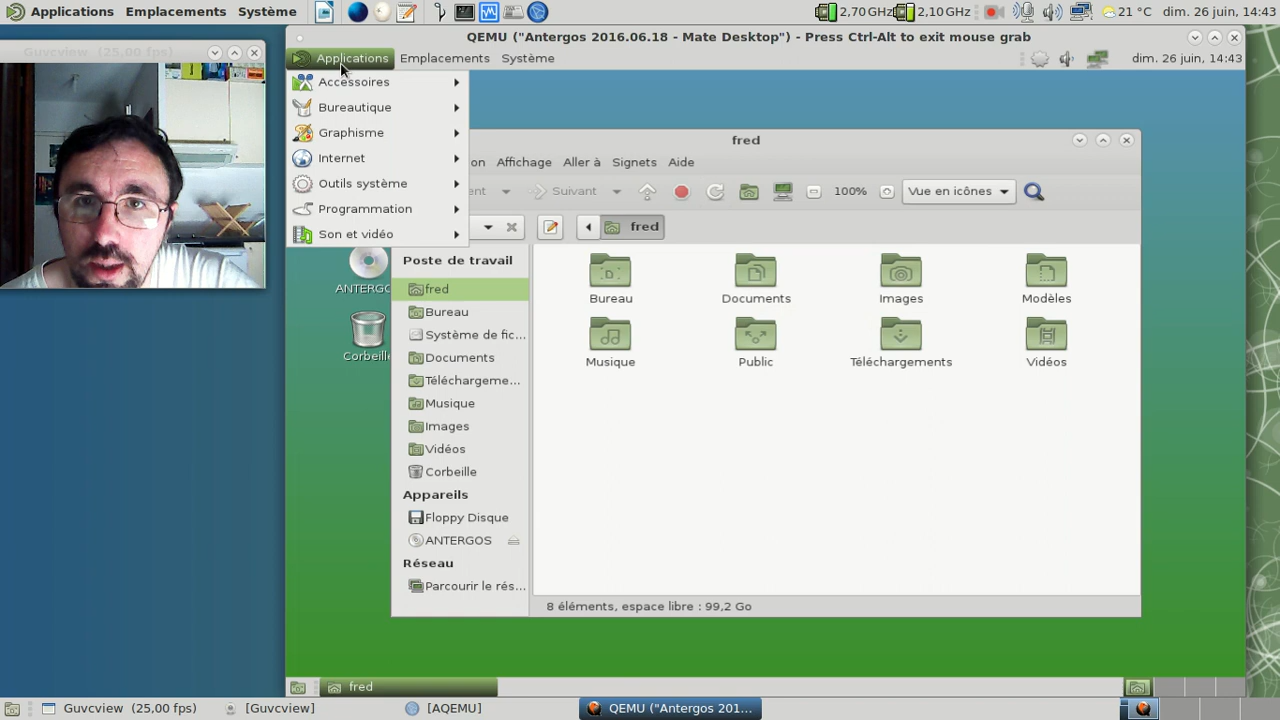 Applications Emplacements Système 2,70 GHz 2,10 GHz 21 °C dim. 26 juin, 14:43
Guvcview (25,00 fps)
QEMU ("Antergos 2016.06.18 - Mate Desktop") - Press Ctrl-Alt to exit mouse grab
Applications Emplacements Système dim. 26 juin, 14:43
Accessoires
Bureautique
Graphisme
Internet
Outils système
Programmation
Son et vidéo
fred
on Affichage Aller à Signets Aide
ent Suivant 100% Vue en icônes
fred
ANTERGO
Corbeille
Poste de travail
fred
Bureau
Système de fic...
Documents
Téléchargeme...
Musique
Images
Vidéos
Corbeille
Appareils
Floppy Disque
ANTERGOS
Réseau
Parcourir le rés...
Bureau Documents Images Modèles
Musique Public Téléchargements Vidéos
8 éléments, espace libre : 99,2 Go
fred
Guvcview (25,00 fps) [Guvcview] [AQEMU] QEMU ("Antergos 201...